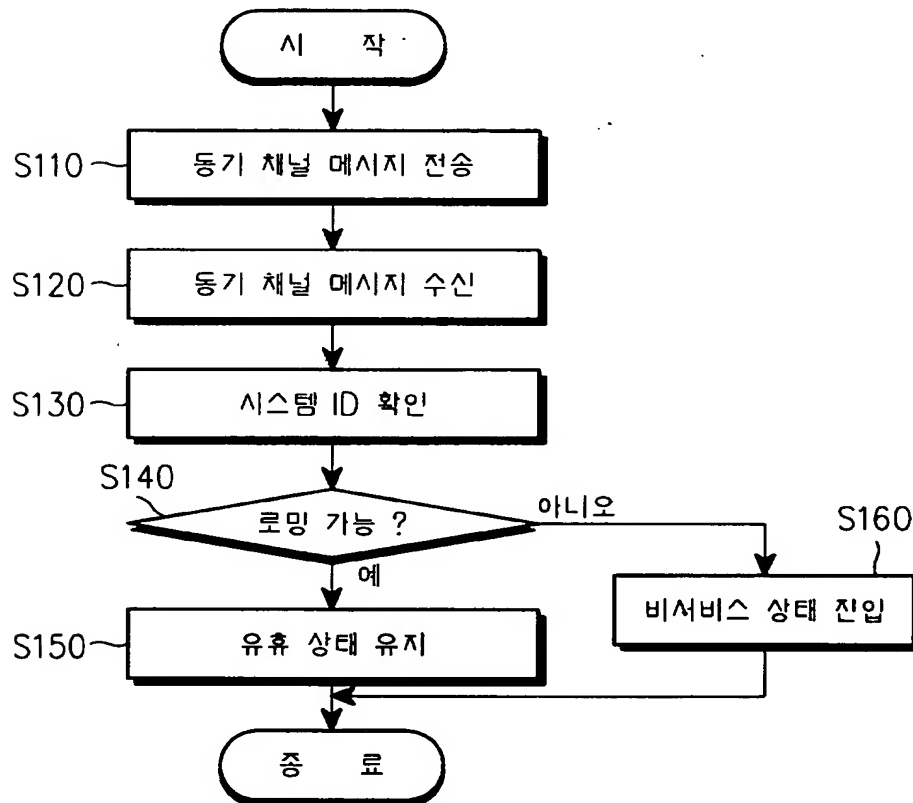 시 작
S110
동기 채널 메시지 전송
S120
동기 채널 메시지 수신
S130
시스템 ID 확인
S140
로밍 가능 ?
아니오
예
S160
비서비스 상태 진입
S150
유휴 상태 유지
종 료